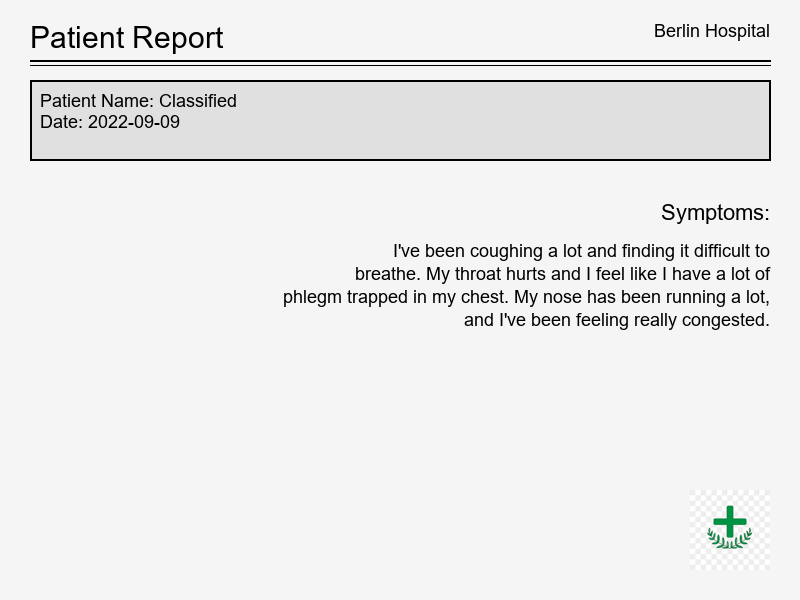 Patient Report
Berlin Hospital
Patient Name: Classified
Date: 2022-09-09
Symptoms:
I've been coughing a lot and finding it difficult to
breathe. My throat hurts and I feel like I have a lot of
phlegm trapped in my chest. My nose has been running a lot,
and I've been feeling really congested.